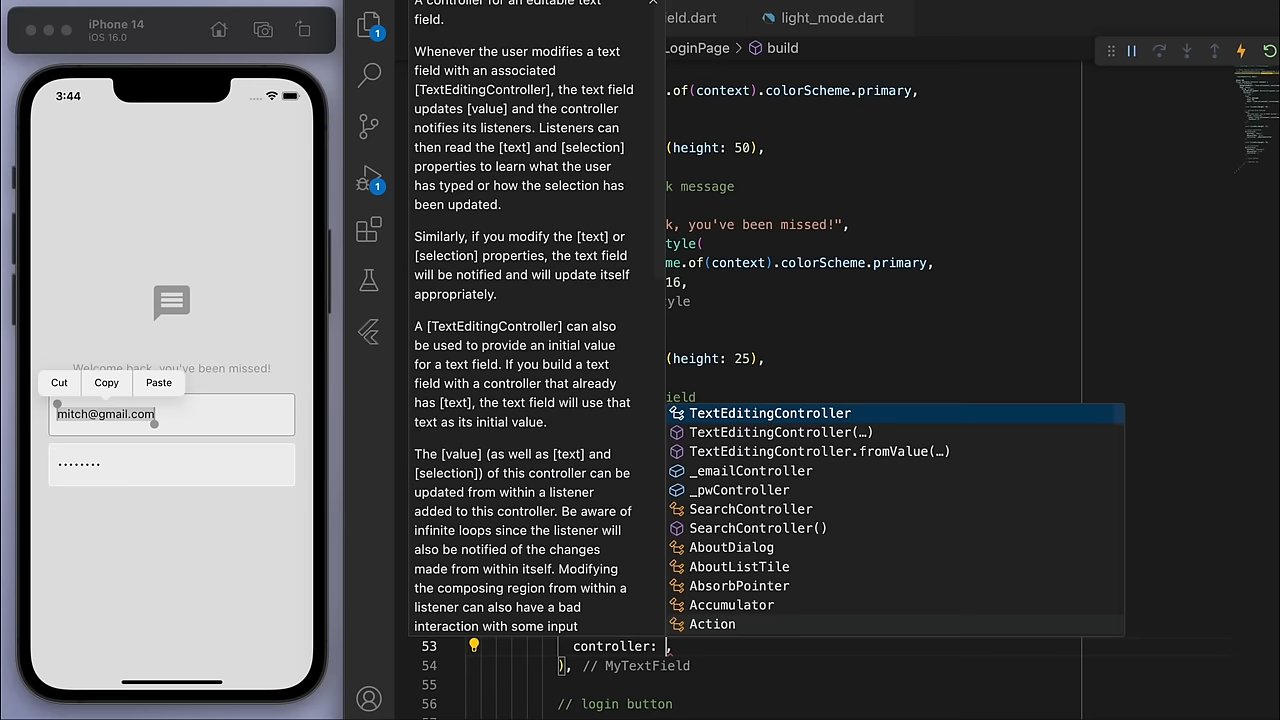 iPhone 14
iOS 16.0
3:44
Welcome back, you've been missed!
Cut Copy Paste
mitch@gmail.com
••••••••
1
1
A controller for an editable text
field.
Whenever the user modifies a text
field with an associated
[TextEditingController], the text field
updates [value] and the controller
notifies its listeners. Listeners can
then read the [text] and [selection]
properties to learn what the user
has typed or how the selection has
been updated.
Similarly, if you modify the [text] or
[selection] properties, the text field
will be notified and will update itself
appropriately.
A [TextEditingController] can also
be used to provide an initial value
for a text field. If you build a text
field with a controller that already
has [text], the text field will use that
text as its initial value.
The [value] (as well as [text] and
[selection]) of this controller can be
updated from within a listener
added to this controller. Be aware of
infinite loops since the listener will
also be notified of the changes
made from within itself. Modifying
the composing region from within a
listener can also have a bad
interaction with some input
eld.dart light_mode.dart
LoginPage > build
.of(context).colorScheme.primary,
(height: 50),
k message
k, you've been missed!",
tyle(
me.of(context).colorScheme.primary,
16,
yle
(height: 25),
ield
TextEditingController
TextEditingController(…)
TextEditingController.fromValue(…)
_emailController
_pwController
SearchController
SearchController()
AboutDialog
AboutListTile
AbsorbPointer
Accumulator
Action
53 controller: ,
54 ), // MyTextField
55
56 // login button